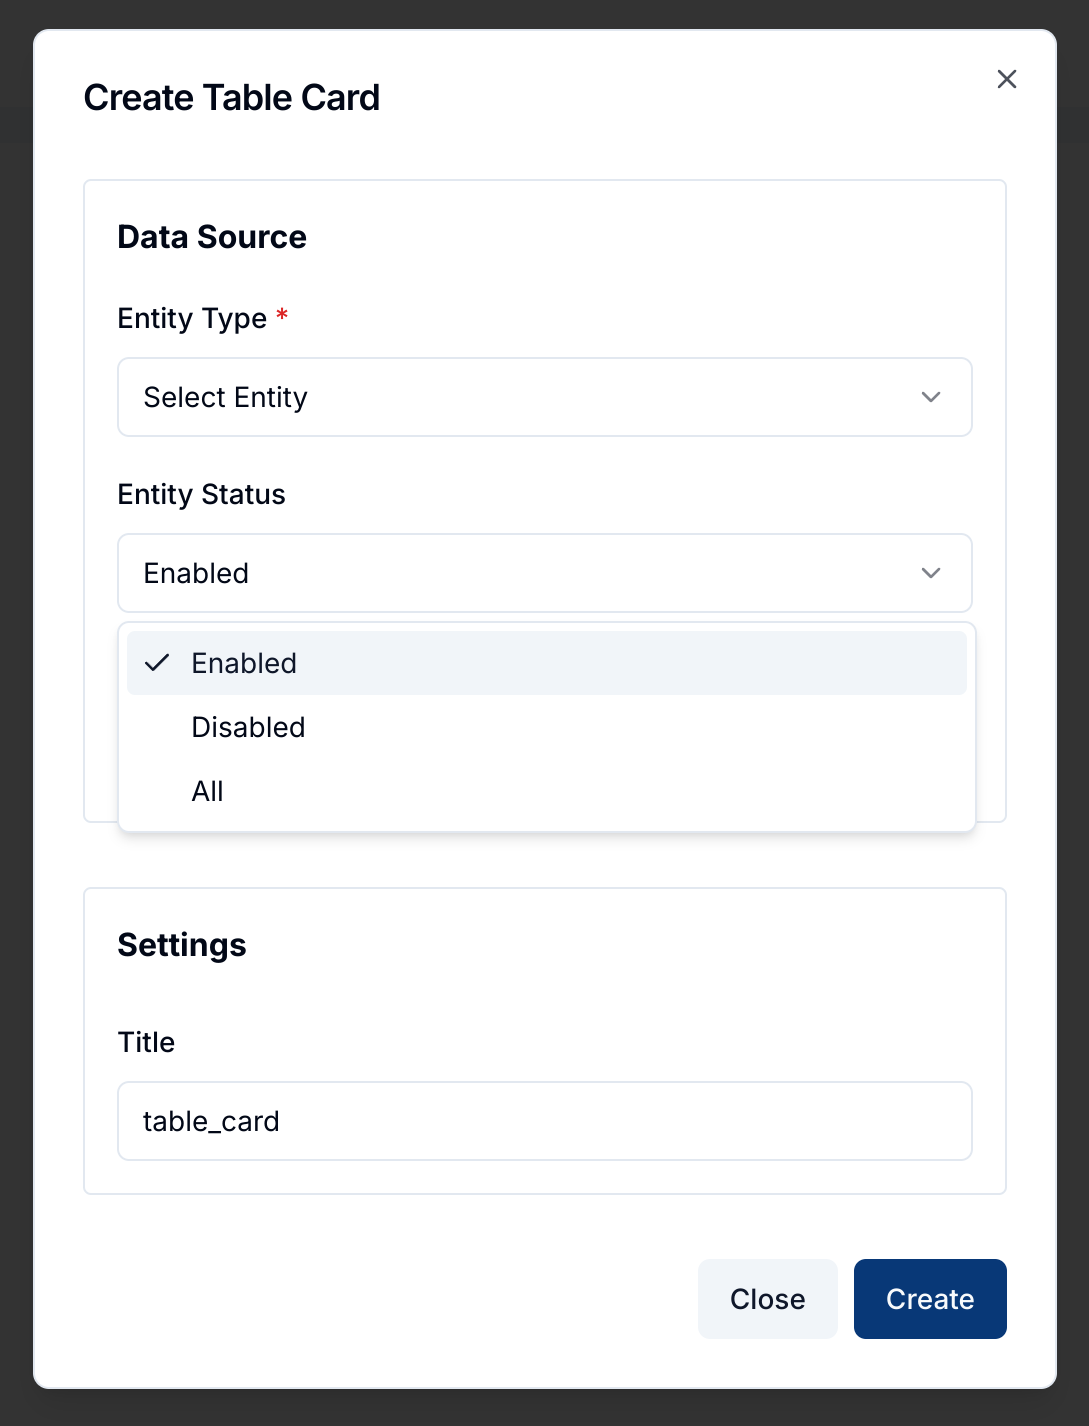 Create Table Card
Data Source
Entity Type *
Select Entity
Entity Status
Enabled
Enabled
Disabled
All
Settings
Title
table_card
Close
Create